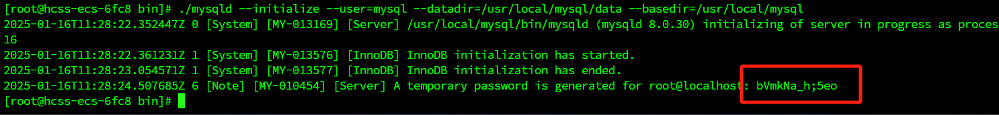 [root@hcss-ecs-6fc8 bin]# ./mysqld --initialize --user=mysql --datadir=/usr/local/mysql/data --basedir=/usr/local/mysql
2025-01-16T11:28:22.352447Z 0 [System] [MY-013169] [Server] /usr/local/mysql/bin/mysqld (mysqld 8.0.30) initializing of server in progress as proces
16
2025-01-16T11:28:22.361231Z 1 [System] [MY-013576] [InnoDB] InnoDB initialization has started.
2025-01-16T11:28:23.054571Z 1 [System] [MY-013577] [InnoDB] InnoDB initialization has ended.
2025-01-16T11:28:24.507685Z 6 [Note] [MY-010454] [Server] A temporary password is generated for root@localhost: bVmkNa_h;5eo
[root@hcss-ecs-6fc8 bin]#